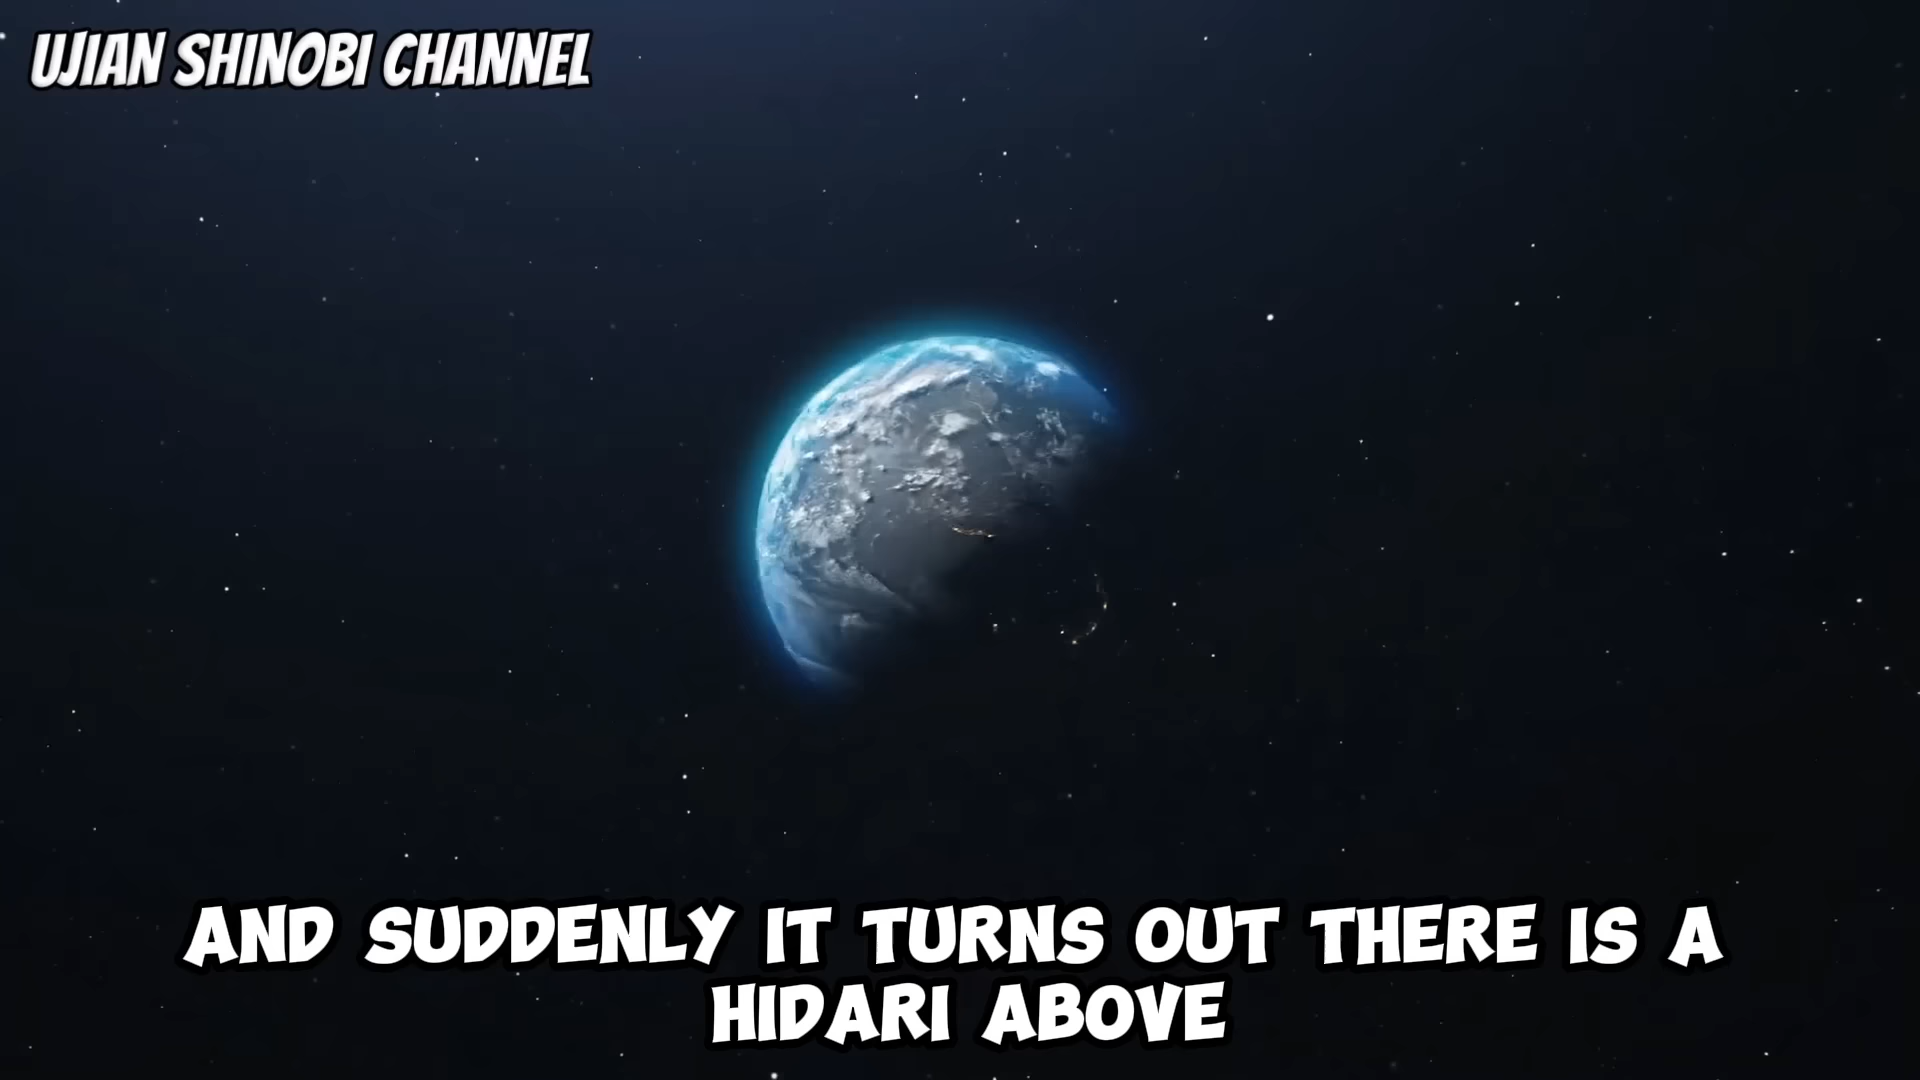 UJIAN SHINOBI CHANNEL
AND SUDDENLY IT TURNS OUT THERE IS A
HIDARI ABOVE